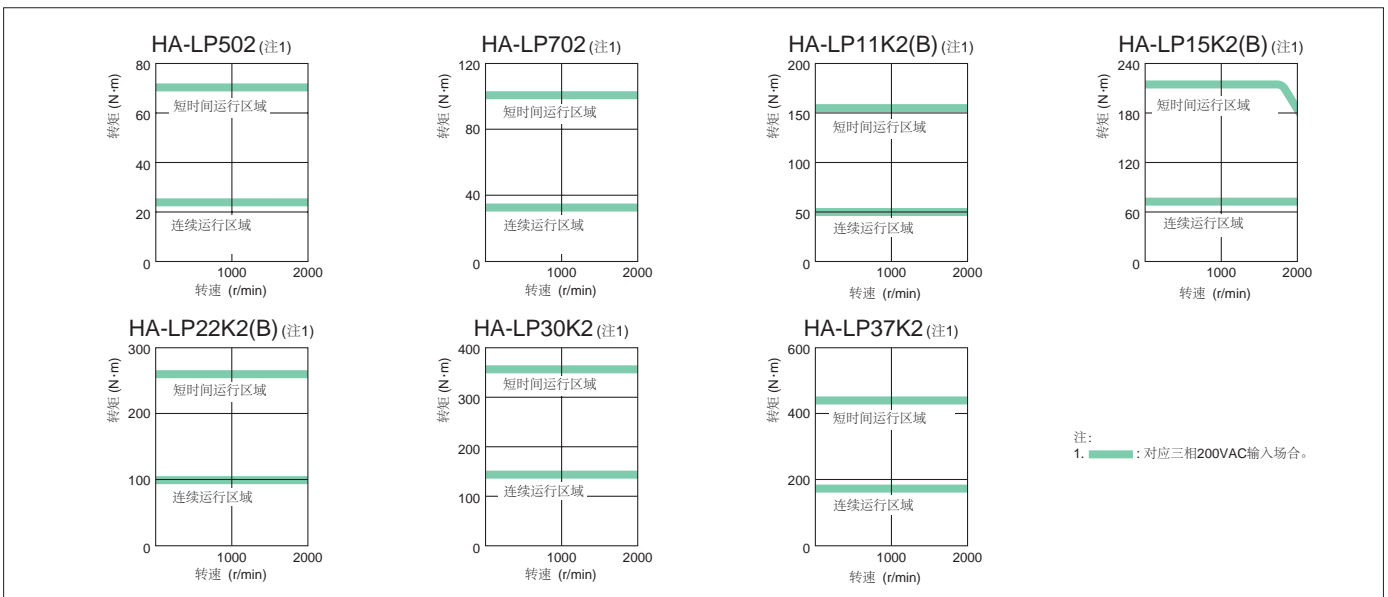 HA-LP502 (注1)
80
60
40
20
0
转矩 (N·m)
短时间运行区域
连续运行区域
1000
2000
转速 (r/min)
HA-LP702 (注1)
120
80
40
0
转矩 (N·m)
短时间运行区域
连续运行区域
1000
2000
转速 (r/min)
HA-LP11K2(B) (注1)
200
150
100
50
0
转矩 (N·m)
短时间运行区域
连续运行区域
1000
2000
转速 (r/min)
HA-LP15K2(B) (注1)
240
180
120
60
0
转矩 (N·m)
短时间运行区域
连续运行区域
1000
2000
转速 (r/min)
HA-LP22K2(B) (注1)
300
200
100
0
转矩 (N·m)
短时间运行区域
连续运行区域
1000
2000
转速 (r/min)
HA-LP30K2 (注1)
400
300
200
100
0
转矩 (N·m)
短时间运行区域
连续运行区域
1000
2000
转速 (r/min)
HA-LP37K2 (注1)
600
400
200
0
转矩 (N·m)
短时间运行区域
连续运行区域
1000
2000
转速 (r/min)
注:
1. : 对应三相200VAC输入场合。